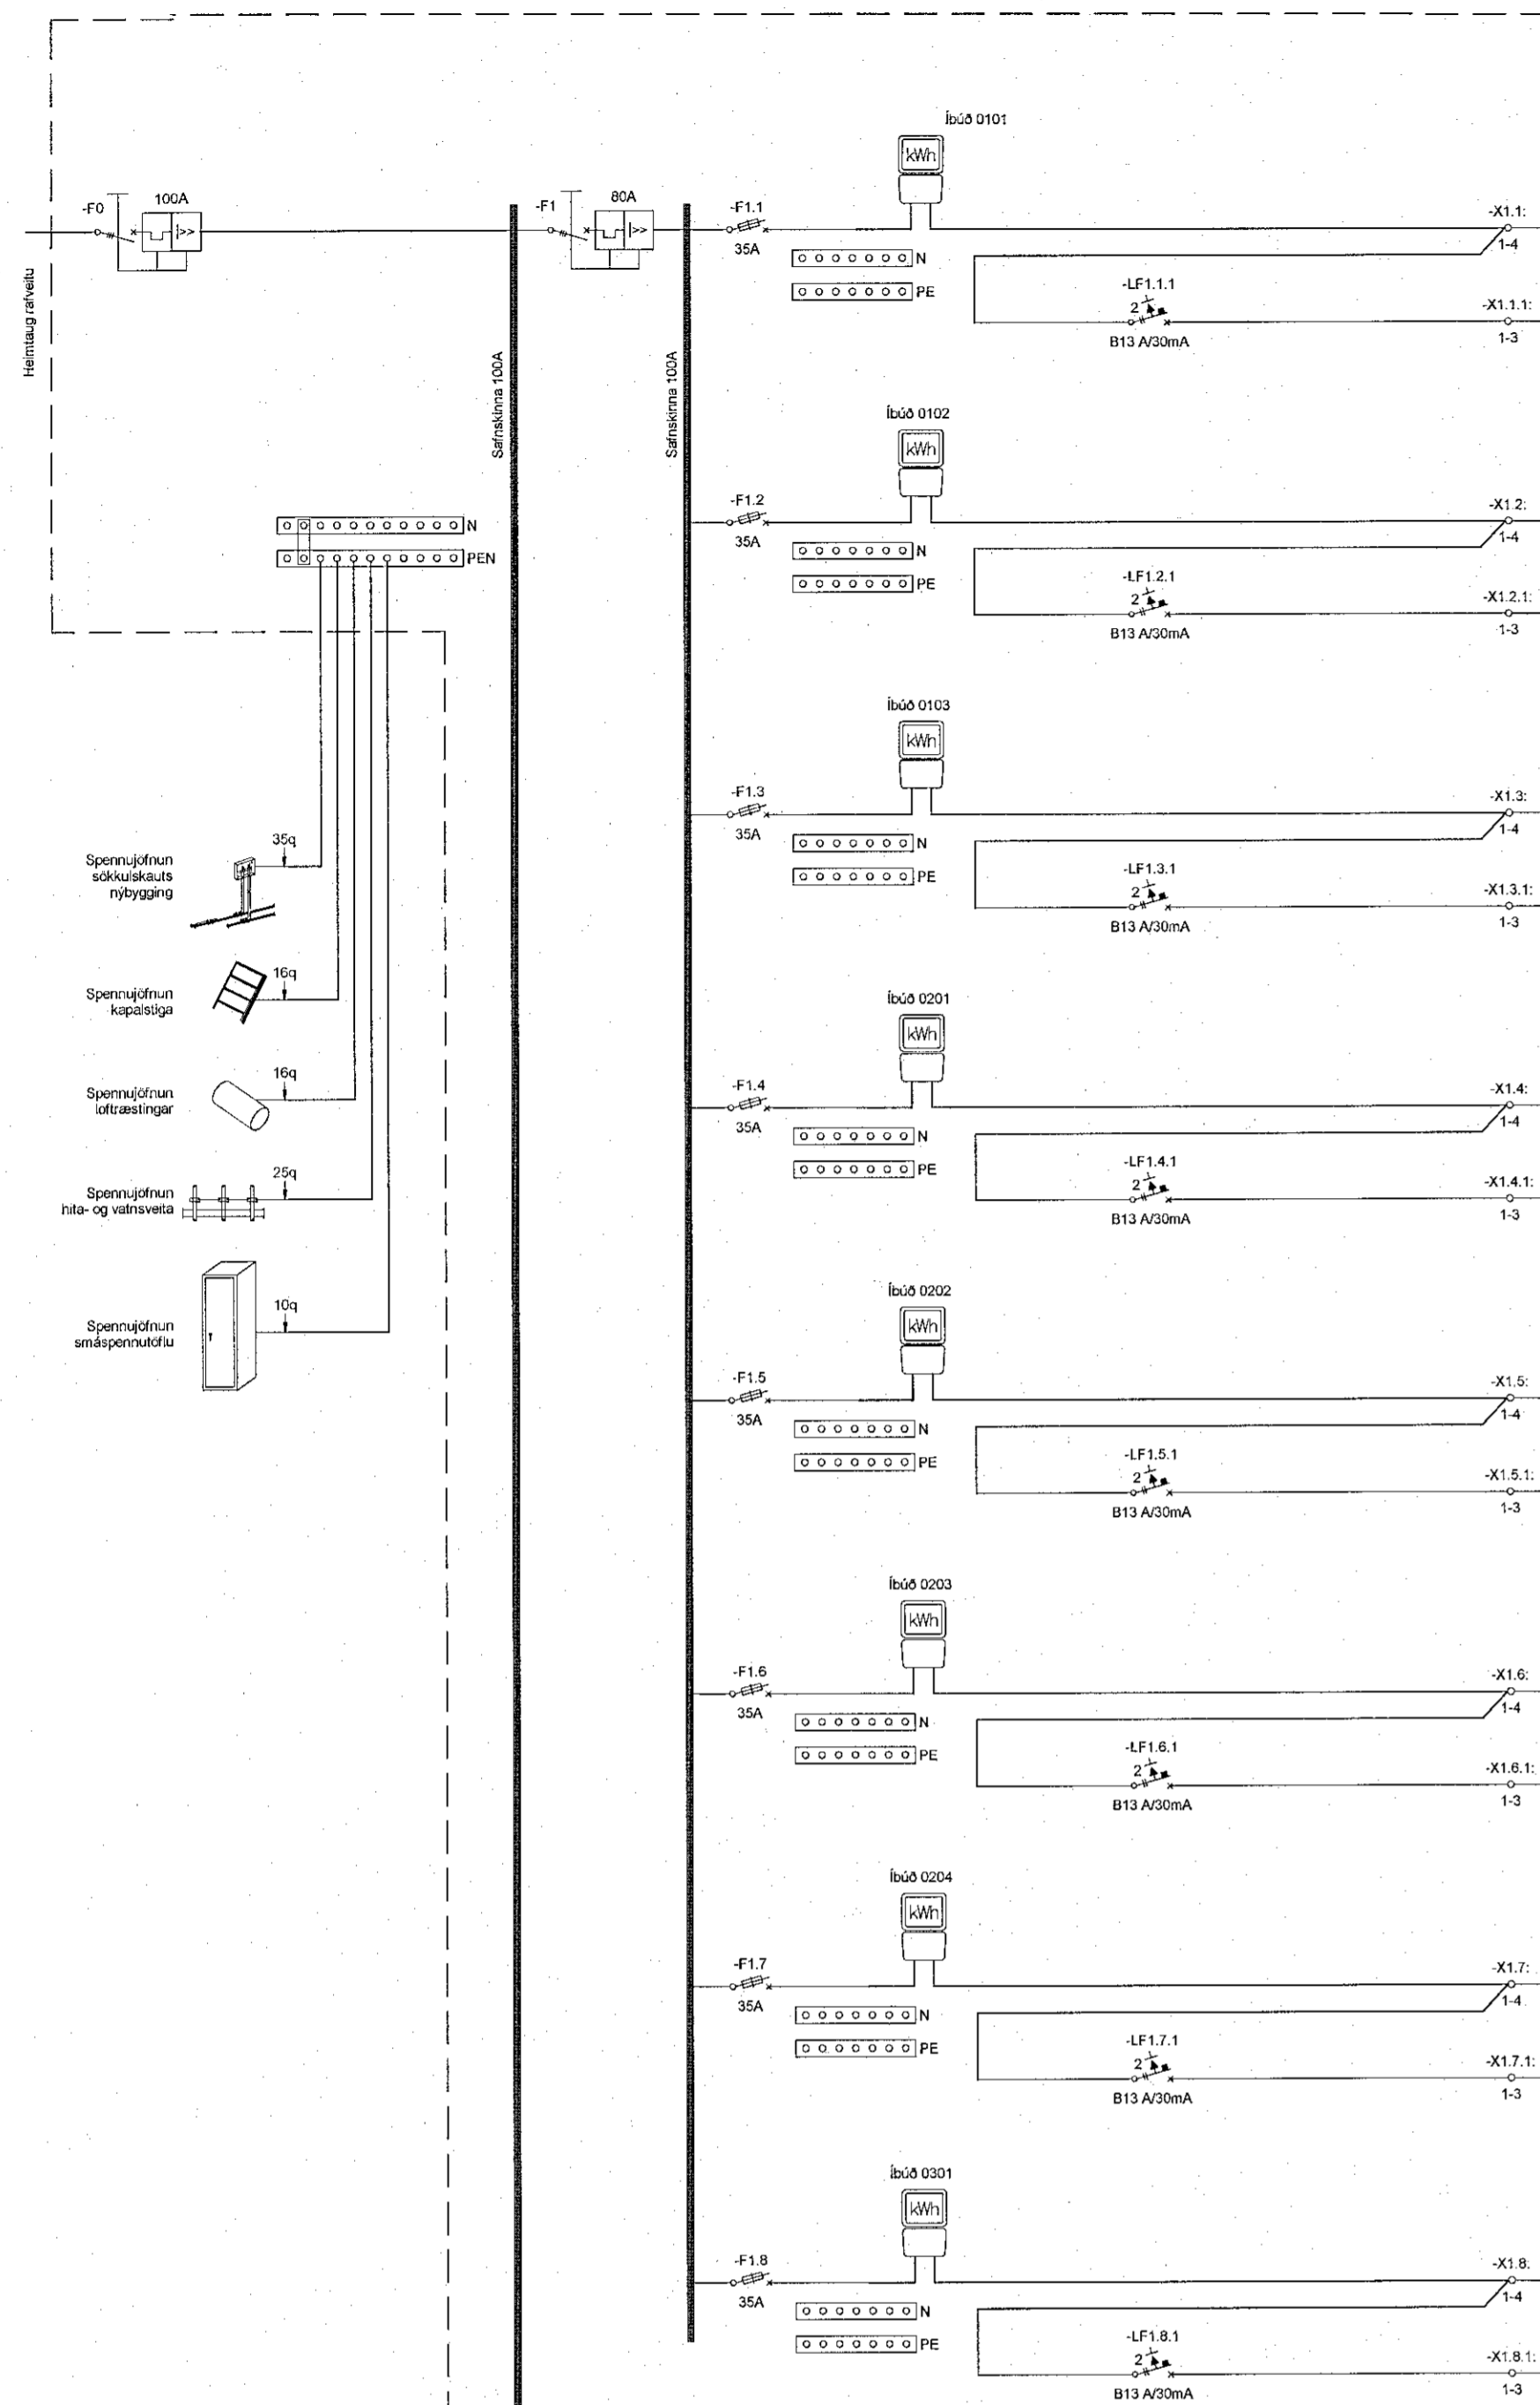 Heimtaug rafveitu
-F0
100A
Safnskinna 100A
-F1
80A
Safnskinna 100A
N
PEN
Spennujöfnun
sökkulskauts
nýbygging
35q
Spennujöfnun
kapalstiga
16q
Spennujöfnun
loftræstingar
16q
Spennujöfnun
hita- og vatnsveita
25q
Spennujöfnun
smáspennutöflu
10q
Íbúð 0101
kWh
-F1.1
35A
N
PE
-X1.1:
1-4
-LF1.1.1
2
B13 A/30mA
-X1.1.1:
1-3
Íbúð 0102
kWh
-F1.2
35A
N
PE
-X1.2:
1-4
-LF1.2.1
2
B13 A/30mA
-X1.2.1:
1-3
Íbúð 0103
kWh
-F1.3
35A
N
PE
-X1.3:
1-4
-LF1.3.1
2
B13 A/30mA
-X1.3.1:
1-3
Íbúð 0201
kWh
-F1.4
35A
N
PE
-X1.4:
1-4
-LF1.4.1
2
B13 A/30mA
-X1.4.1:
1-3
Íbúð 0202
kWh
-F1.5
35A
N
PE
-X1.5:
1-4
-LF1.5.1
2
B13 A/30mA
-X1.5.1:
1-3
Íbúð 0203
kWh
-F1.6
35A
N
PE
-X1.6:
1-4
-LF1.6.1
2
B13 A/30mA
-X1.6.1:
1-3
Íbúð 0204
kWh
-F1.7
35A
N
PE
-X1.7:
1-4
-LF1.7.1
2
B13 A/30mA
-X1.7.1:
1-3
Íbúð 0301
kWh
-F1.8
35A
N
PE
-X1.8:
1-4
-LF1.8.1
2
B13 A/30mA
-X1.8.1:
1-3